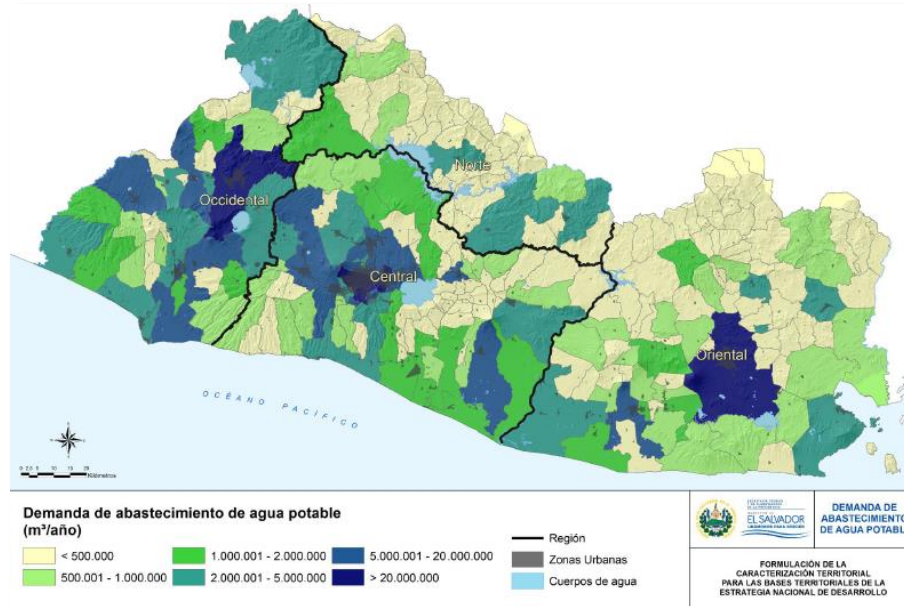 Norte
Occidental
Central
Oriental
OCÉANO PACÍFICO
Kilómetros
Demanda de abastecimiento de agua potable
(m³/año)
< 500.000
500.001 - 1.000.000
1.000.001 - 2.000.000
2.000.001 - 5.000.000
5.000.001 - 20.000.000
> 20.000.000
Región
Zonas Urbanas
Cuerpos de agua
EL SALVADOR
DEMANDA DE
ABASTECIMIENTO
DE AGUA POTABL
FORMULACIÓN DE LA
CARACTERIZACIÓN TERRITORIAL
PARA LAS BASES TERRITORIALES DE LA
ESTRATEGIA NACIONAL DE DESARROLLO